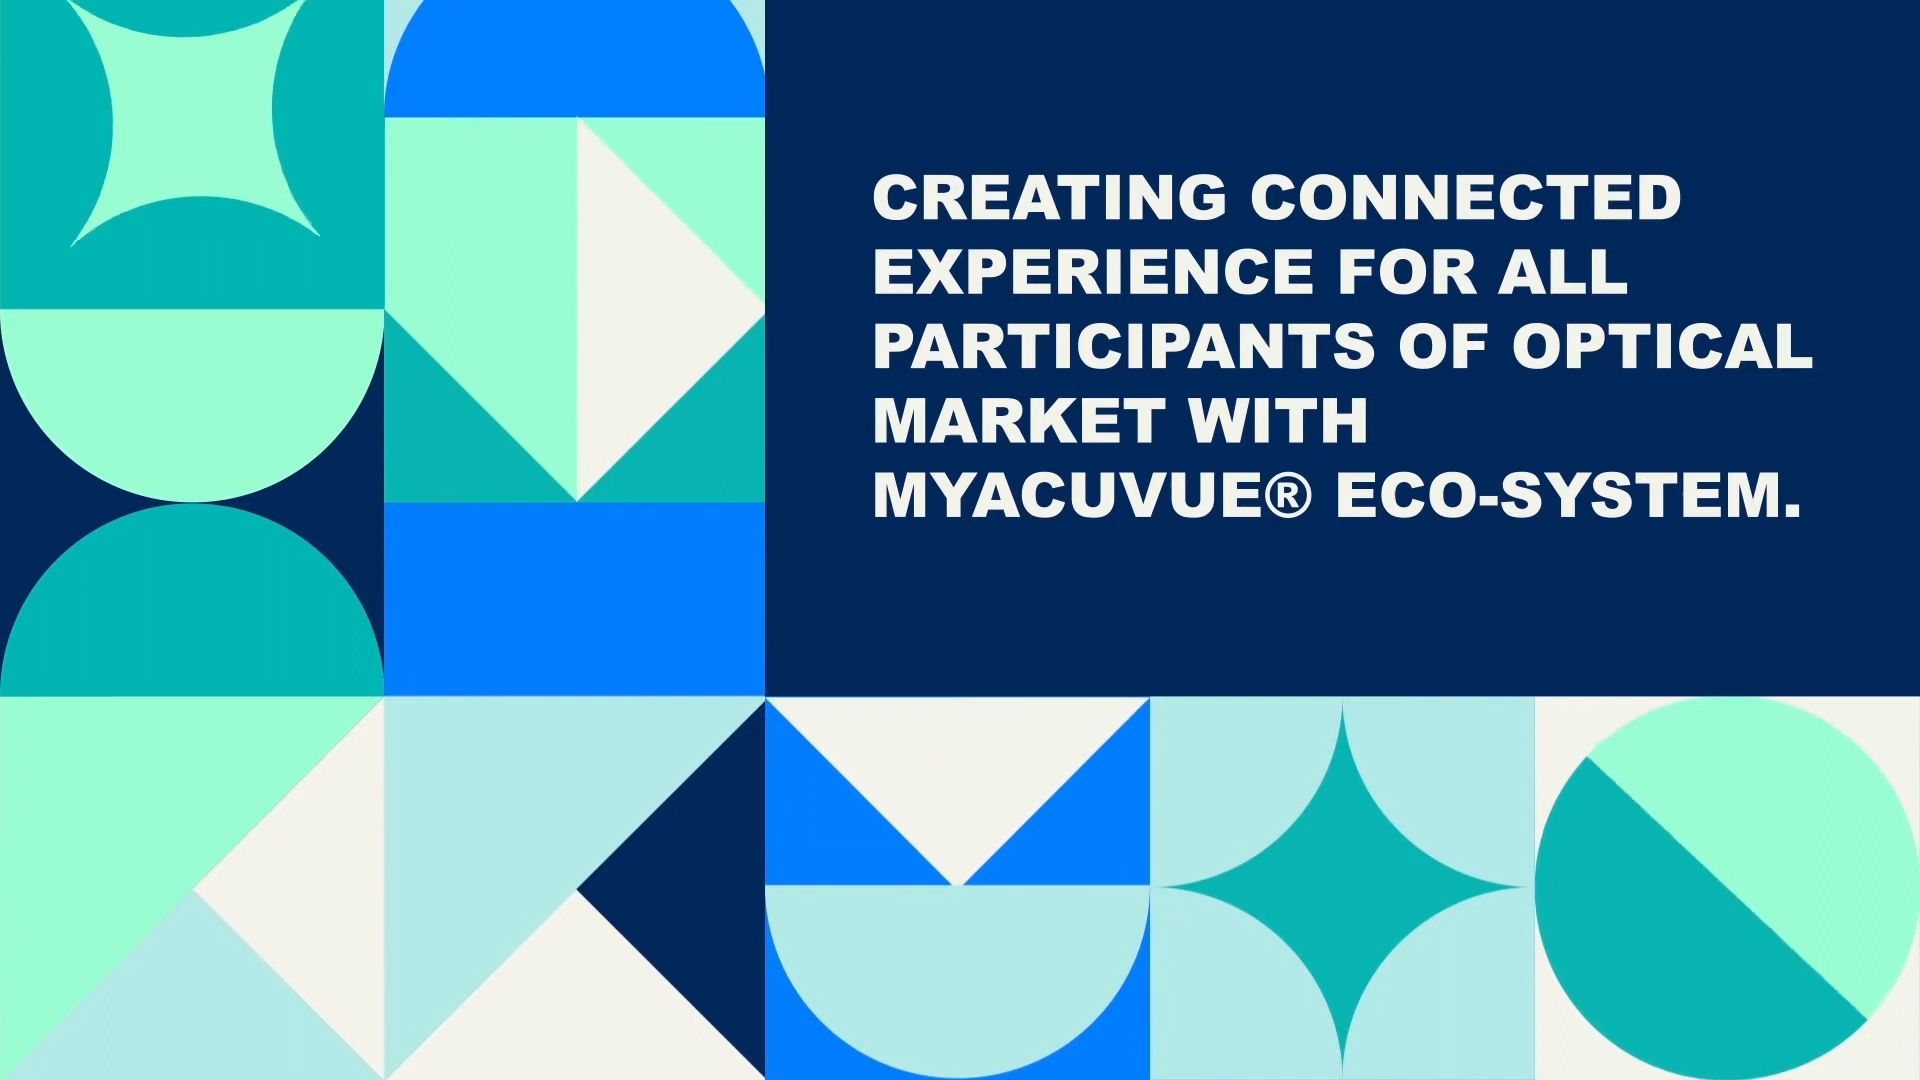 CREATING CONNECTED
EXPERIENCE FOR ALL
PARTICIPANTS OF OPTICAL
MARKET WITH
MYACUVUE® ECO-SYSTEM.